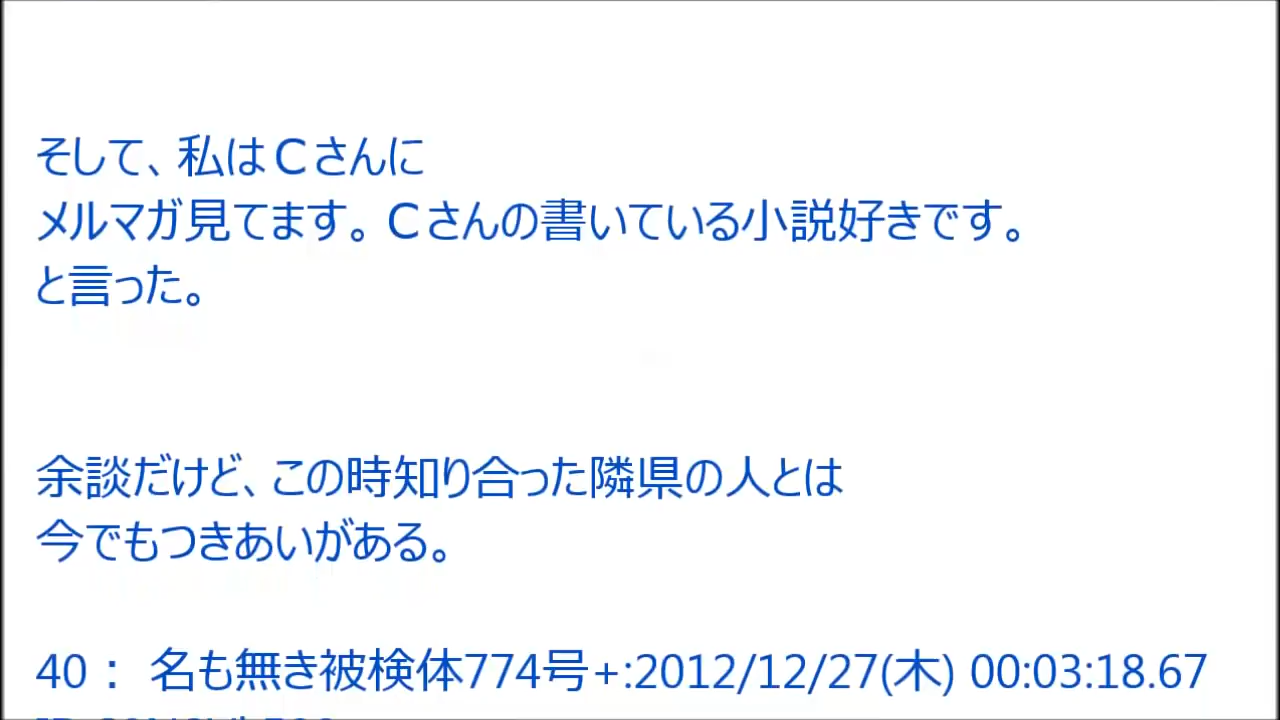 そして、私はＣさんに
メルマガ見てます。Ｃさんの書いている小説好きです。
と言った。
余談だけど、この時知り合った隣県の人とは
今でもつきあいがある。
40： 名も無き被検体774号+:2012/12/27(木) 00:03:18.67